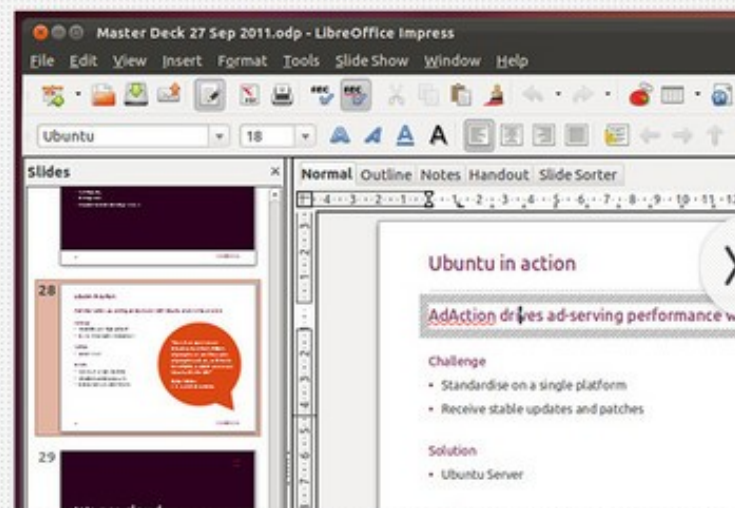 Master Deck 27 Sep 2011.odp - LibreOffice Impress
File Edit View Insert Format Tools Slide Show Window Help
Ubuntu 18
Slides
Normal Outline Notes Handout Slide Sorter
28
29
Ubuntu in action
AdAction drives ad-serving performance
Challenge
• Standardise on a single platform
• Receive stable updates and patches
Solution
• Ubuntu Server